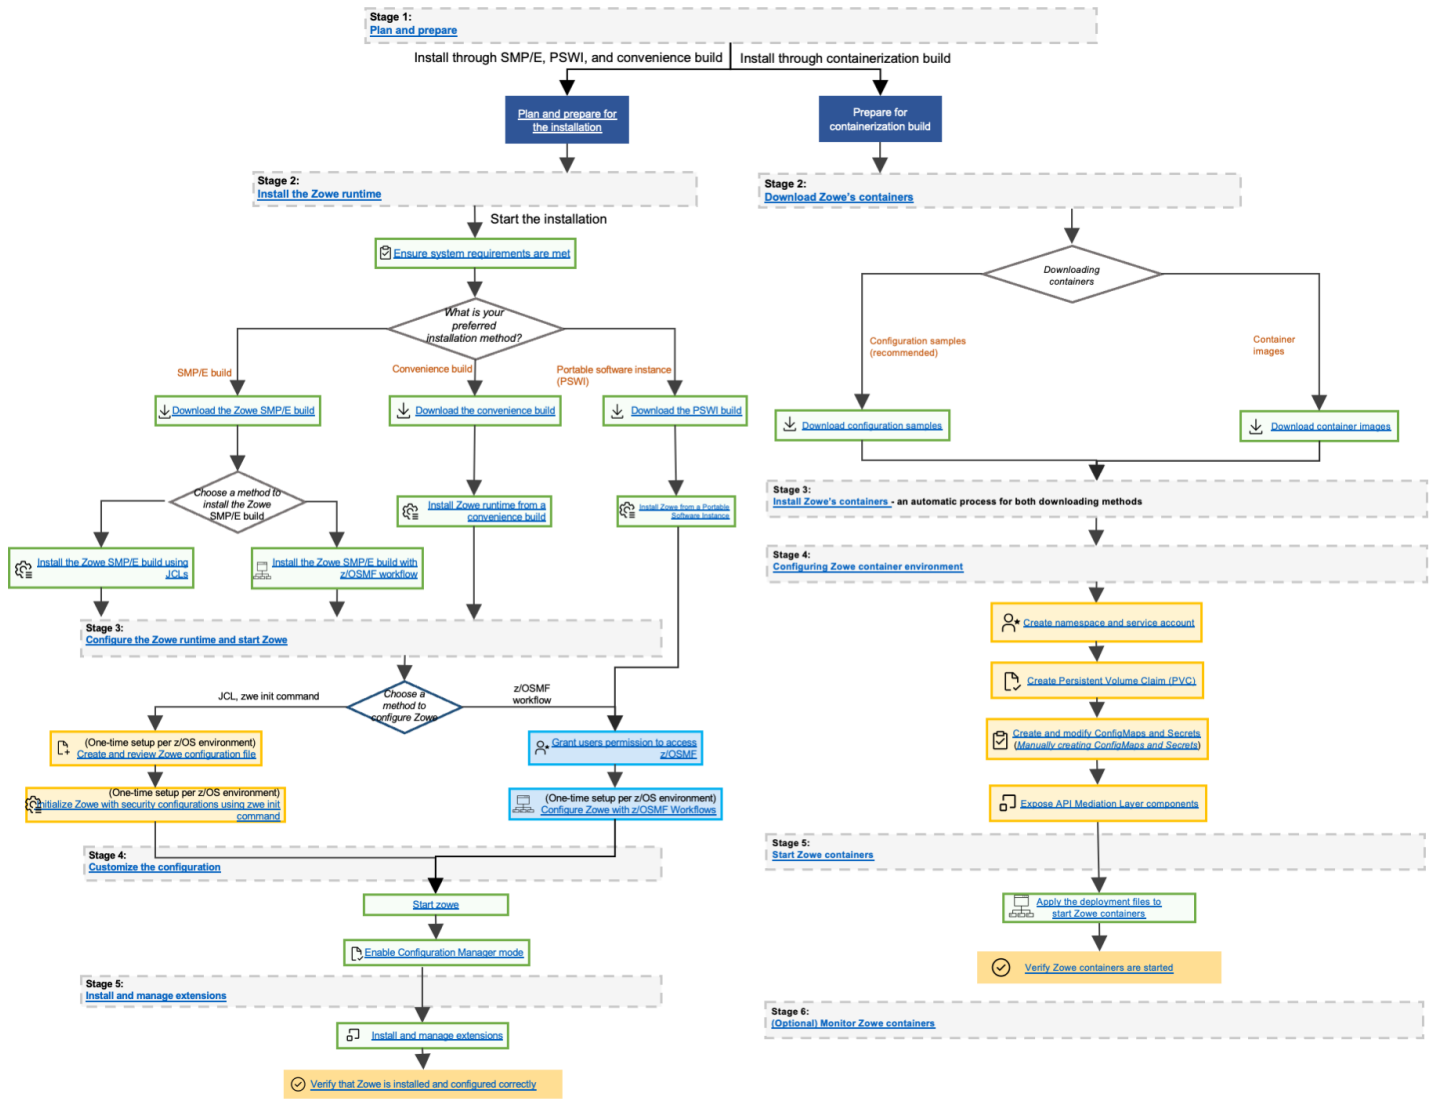 Stage 1:
Plan and prepare
Install through SMP/E, PSWI, and convenience build
Install through containerization build
Plan and prepare for
the installation
Prepare for
containerization build
Stage 2:
Install the Zowe runtime
Start the installation
Ensure system requirements are met
What is your
preferred
installation method?
SMP/E build
Convenience build
Portable software instance
(PSWI)
Download the Zowe SMP/E build
Download the convenience build
Download the PSWI build
Choose a method to
install the Zowe
SMP/E build
Install Zowe runtime from a
convenience build
Install Zowe from a Portable
Software Instance
Install the Zowe SMP/E build using
JCLs
Install the Zowe SMP/E build with
z/OSMF workflow
Stage 3:
Configure the Zowe runtime and start Zowe
JCL, zwe init command
Choose a
method to
configure Zowe
z/OSMF
workflow
(One-time setup per z/OS environment)
Create and review Zowe configuration file
Grant users permission to access
z/OSMF
(One-time setup per z/OS environment)
Initialize Zowe with security configurations using zwe init
command
(One-time setup per z/OS environment)
Configure Zowe with z/OSMF Workflows
Stage 4:
Customize the configuration
Start zowe
Enable Configuration Manager mode
Stage 5:
Install and manage extensions
Install and manage extensions
Verify that Zowe is installed and configured correctly
Stage 2:
Download Zowe's containers
Downloading
containers
Configuration samples
(recommended)
Container
images
Download configuration samples
Download container images
Stage 3:
Install Zowe's containers - an automatic process for both downloading methods
Stage 4:
Configuring Zowe container environment
Create namespace and service account
Create Persistent Volume Claim (PVC)
Create and modify ConfigMaps and Secrets
(Manually creating ConfigMaps and Secrets)
Expose API Mediation Layer components
Stage 5:
Start Zowe containers
Apply the deployment files to
start Zowe containers
Verify Zowe containers are started
Stage 6:
(Optional) Monitor Zowe containers